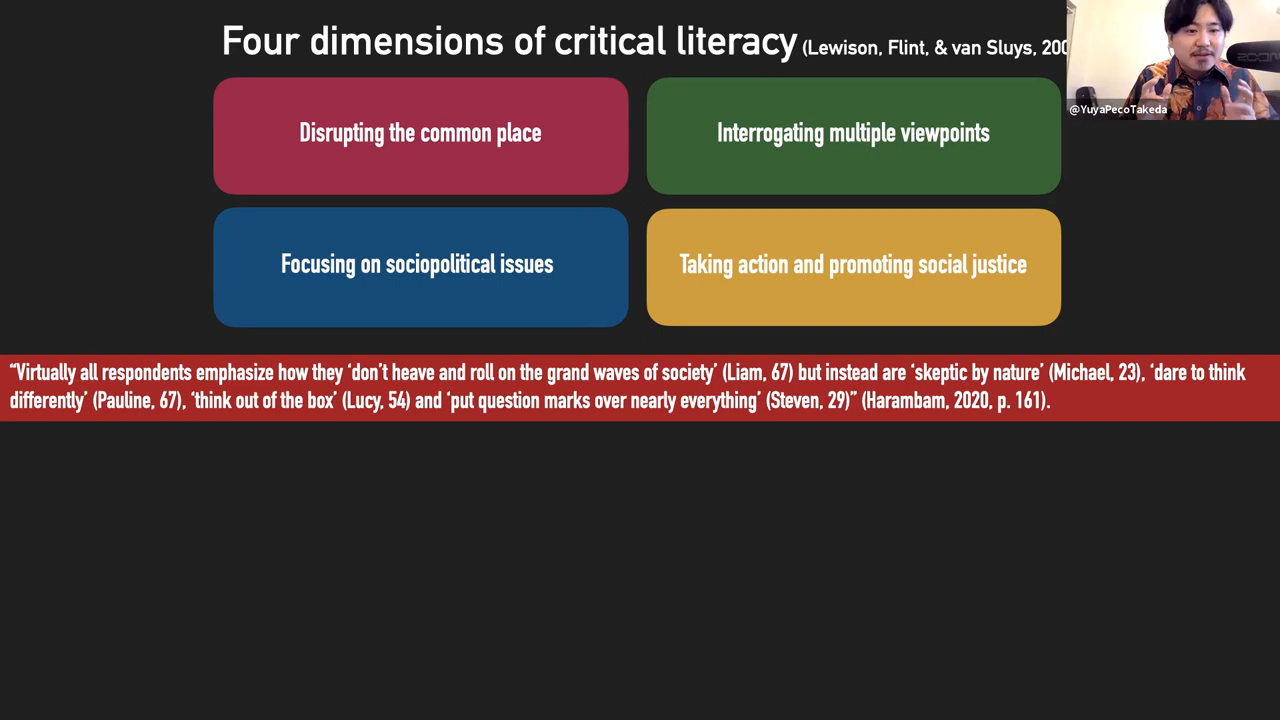 Four dimensions of critical literacy (Lewison, Flint, & van Sluys, 200
@YuyaPecoTakeda
Disrupting the common place
Interrogating multiple viewpoints
Focusing on sociopolitical issues
Taking action and promoting social justice
“Virtually all respondents emphasize how they ‘don’t heave and roll on the grand waves of society’ (Liam, 67) but instead are ‘skeptic by nature’ (Michael, 23), ‘dare to think
differently’ (Pauline, 67), ‘think out of the box’ (Lucy, 54) and ‘put question marks over nearly everything’ (Steven, 29)” (Harambam, 2020, p. 161).